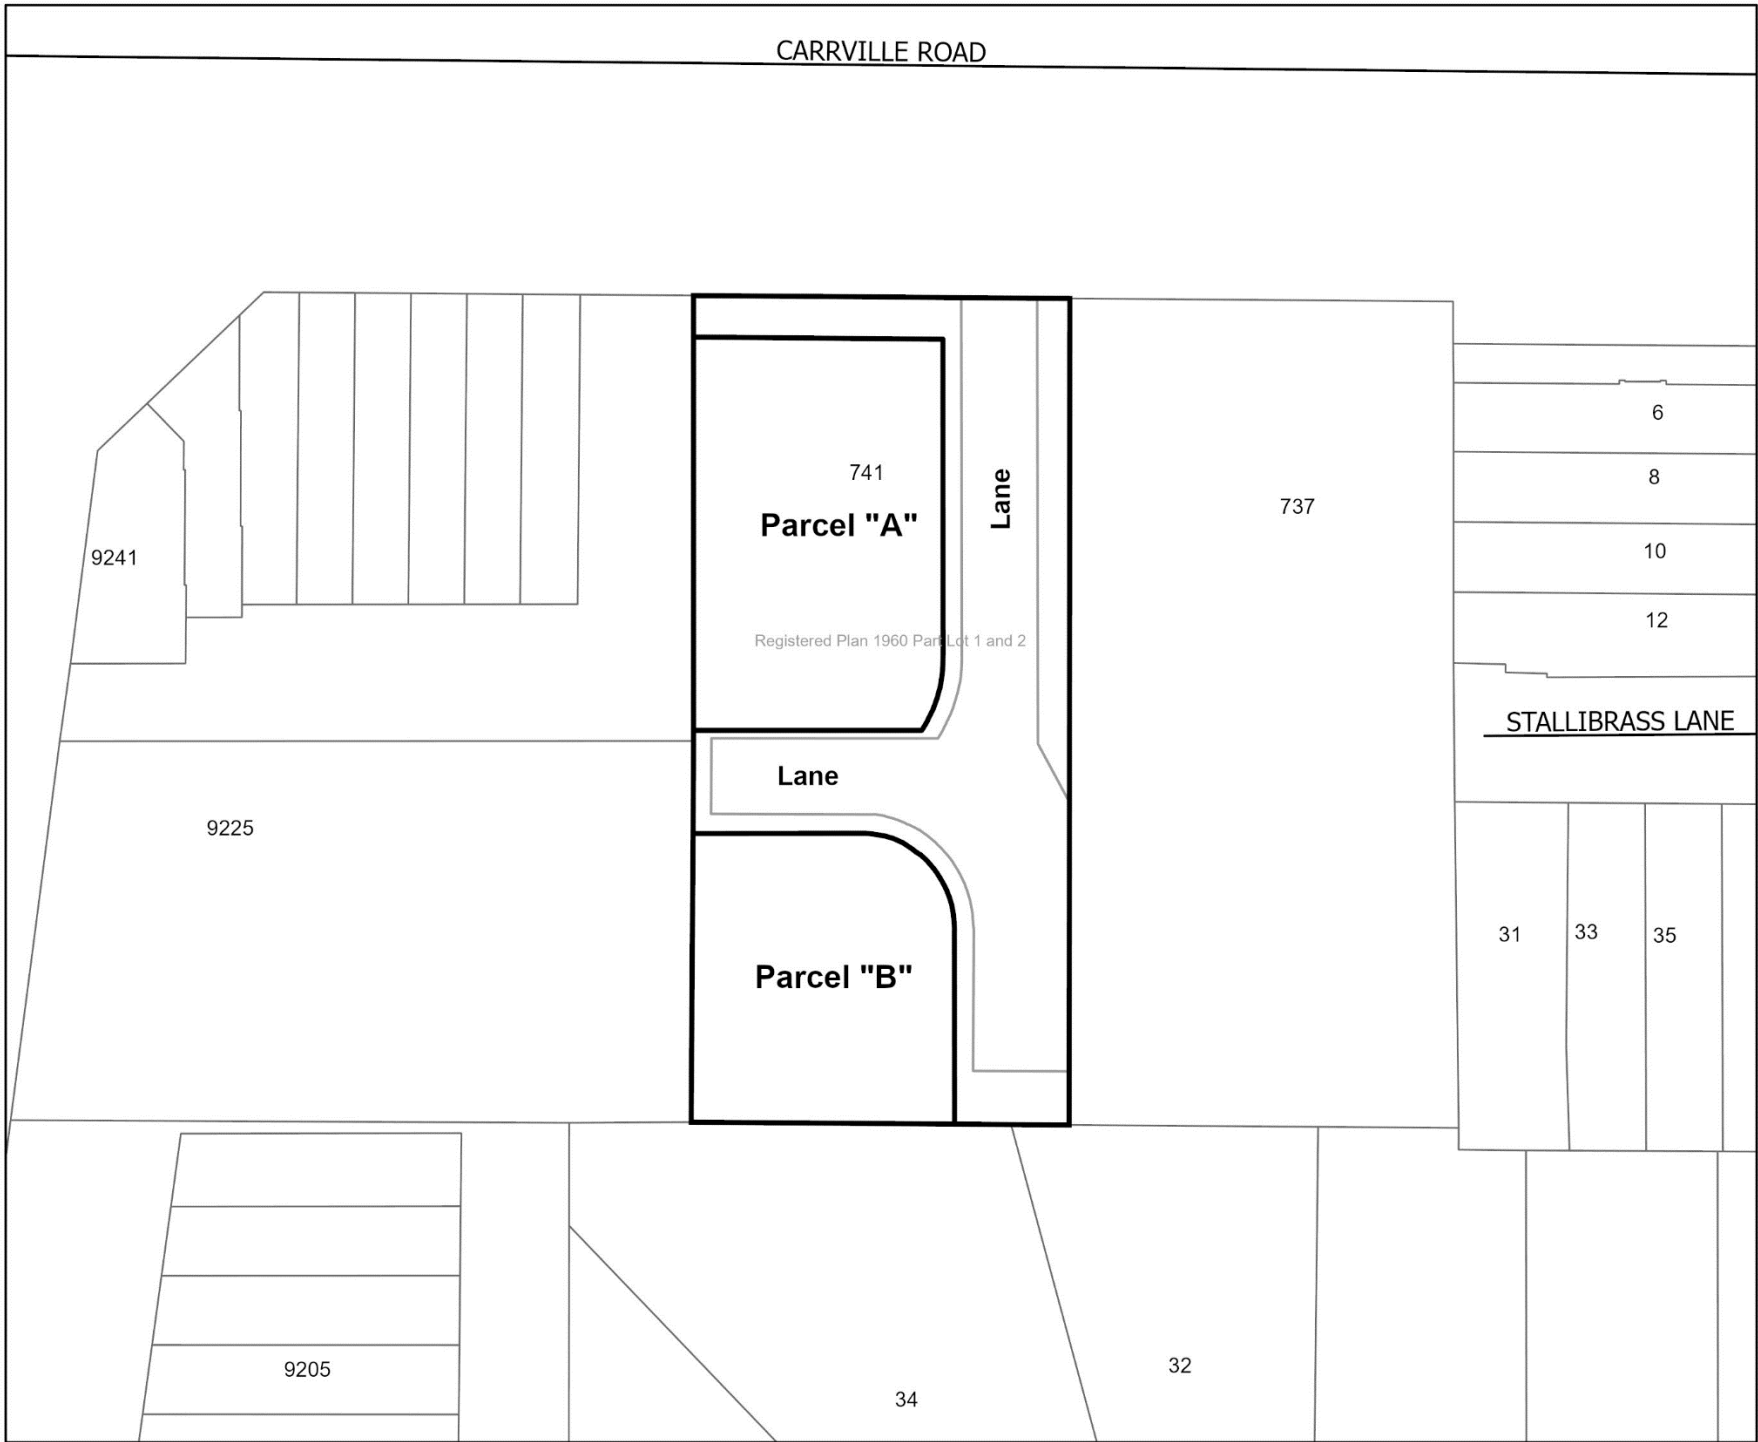 CARRVILLE ROAD
6
741
Lane
8
737
Parcel "A"
9241
10
12
Registered Plan 1960 Part Lot 1 and 2
STALLIBRASS LANE
Lane
9225
31
33
35
Parcel "B"
9205
32
34